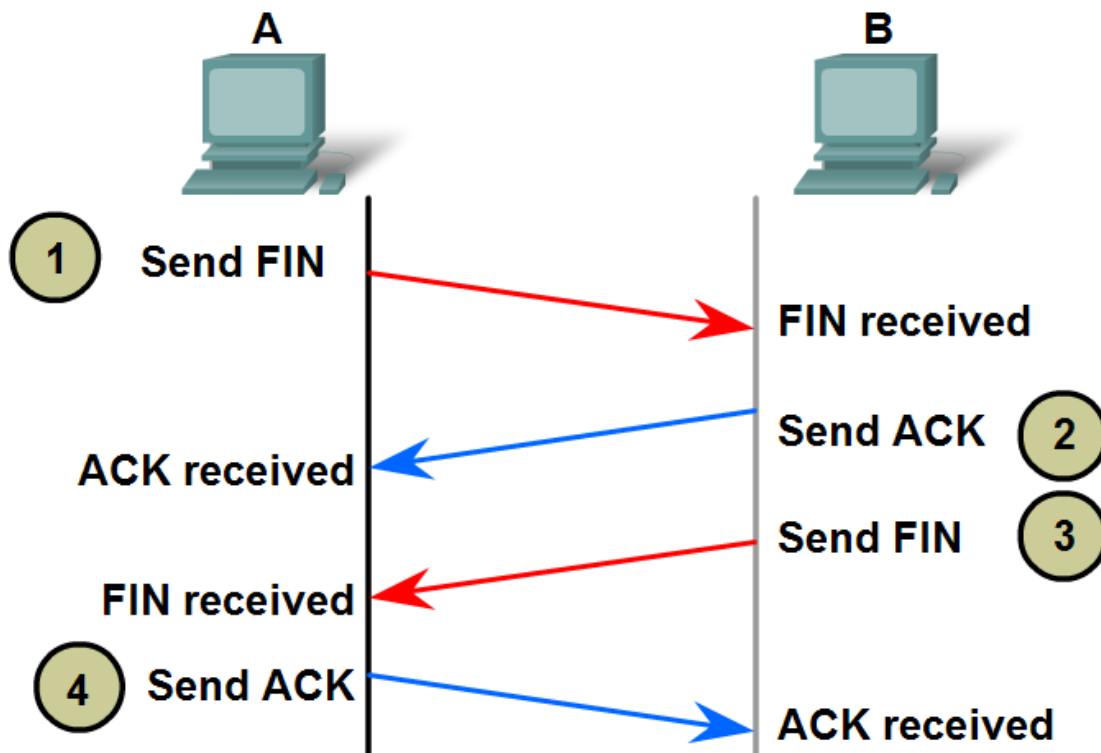 A
B
1
Send FIN
FIN received
Send ACK
2
ACK received
Send FIN
3
FIN received
4
Send ACK
ACK received